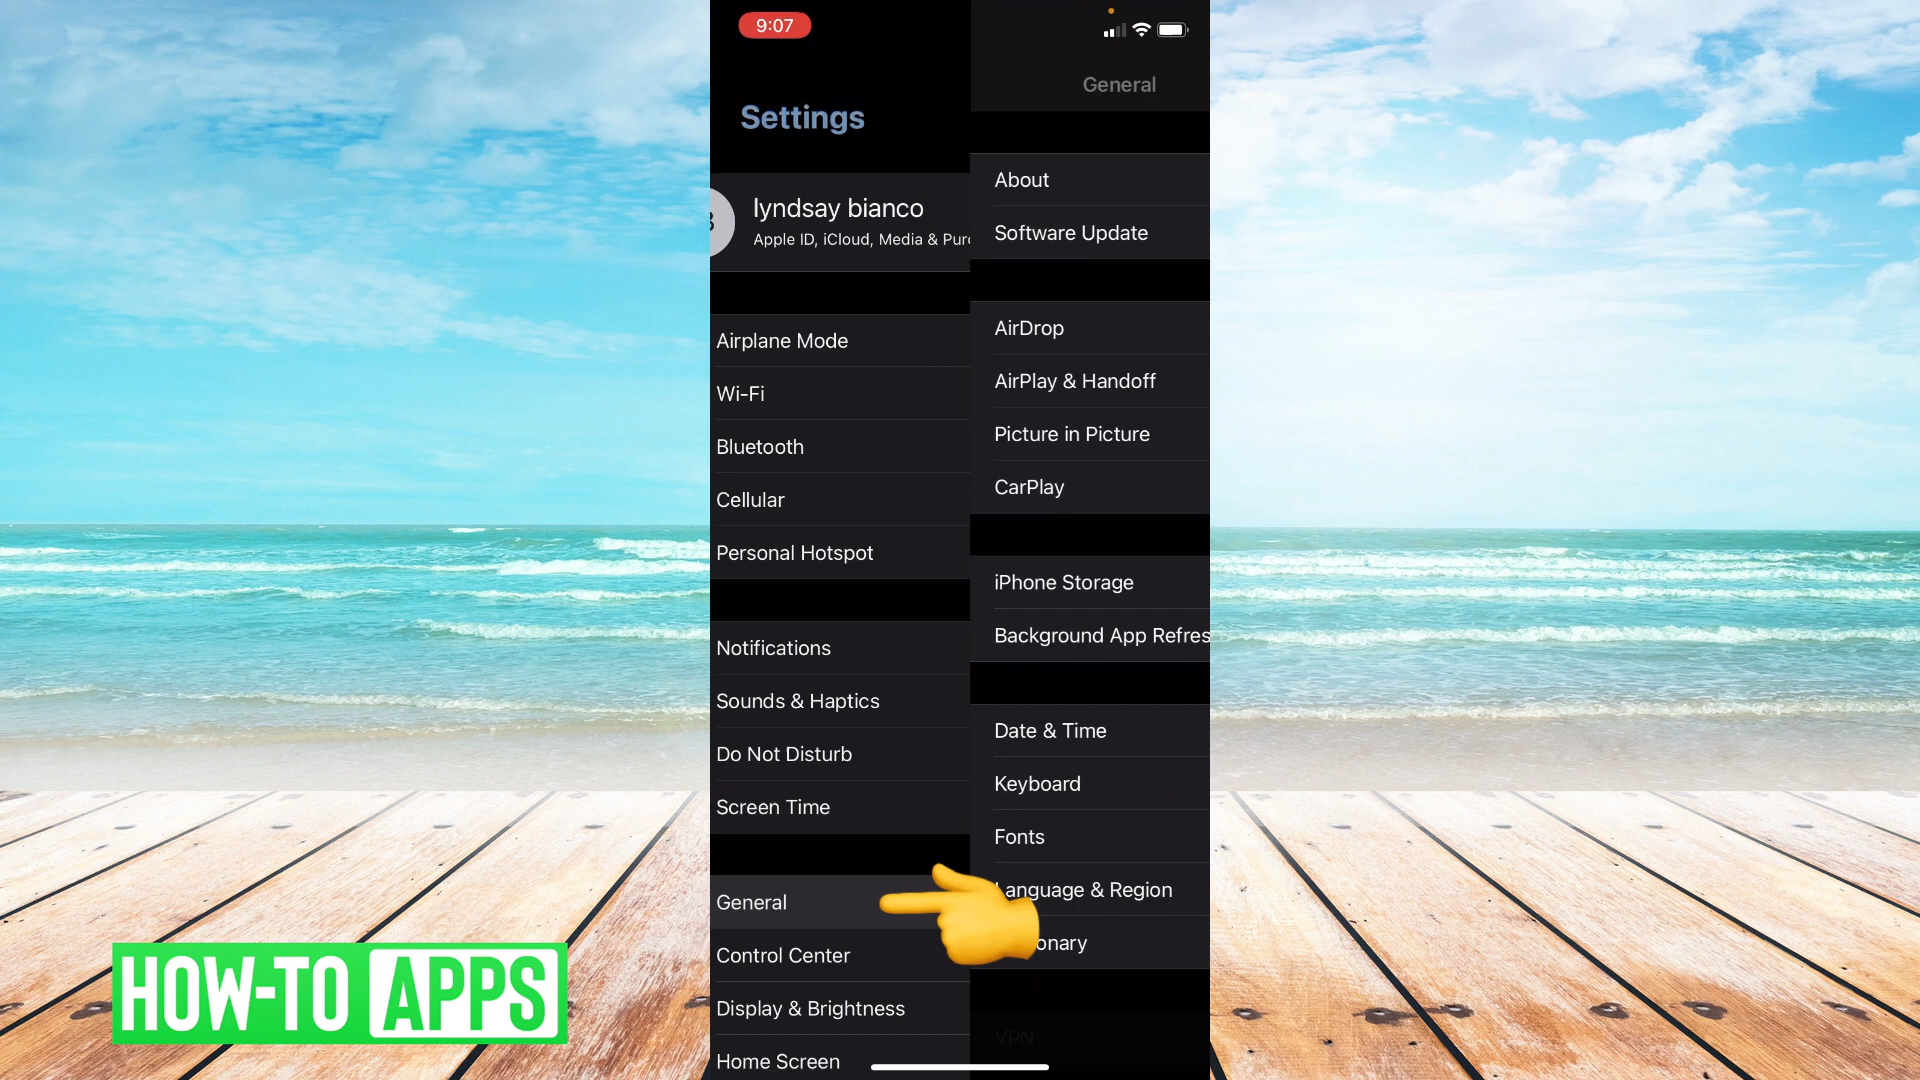 9:07
Settings
lyndsay bianco
Apple ID, iCloud, Media & Pur
Airplane Mode
Wi-Fi
Bluetooth
Cellular
Personal Hotspot
Notifications
Sounds & Haptics
Do Not Disturb
Screen Time
General
Control Center
Display & Brightness
Home Screen
General
About
Software Update
AirDrop
AirPlay & Handoff
Picture in Picture
CarPlay
iPhone Storage
Background App Refres
Date & Time
Keyboard
Fonts
Language & Region
onary
VPN
HOW-TO APPS